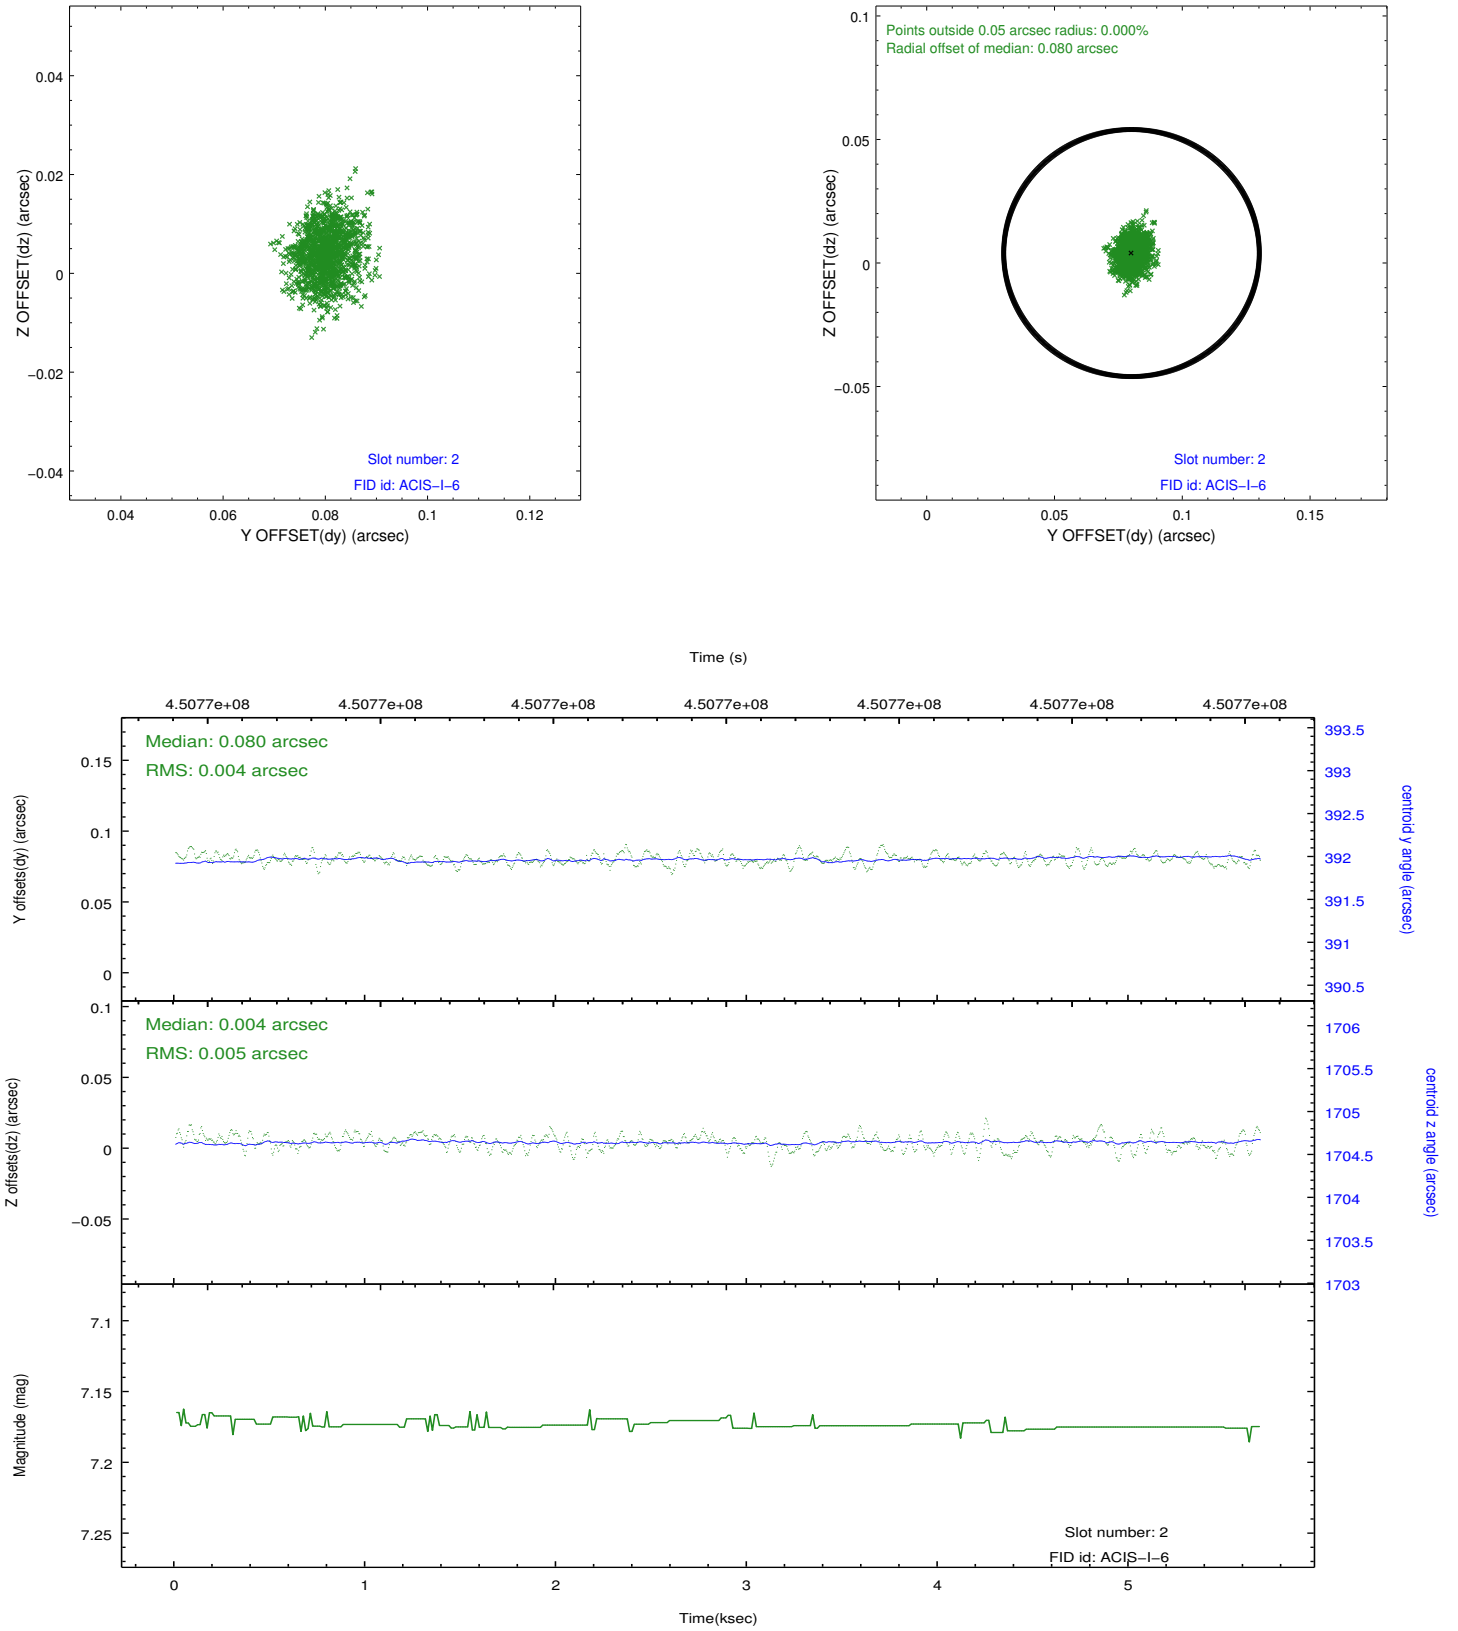 0.04
0.02
0
−0.02
−0.04
Z OFFSET(dz) (arcsec)
Slot number: 2
FID id: ACIS−I−6
0.04 0.06 0.08 0.1 0.12
Y OFFSET(dy) (arcsec)
Points outside 0.05 arcsec radius: 0.000%
Radial offset of median: 0.080 arcsec
0.1
0.05
0
−0.05
Z OFFSET(dz) (arcsec)
Slot number: 2
FID id: ACIS−I−6
0 0.05 0.1 0.15
Y OFFSET(dy) (arcsec)
Time (s)
4.5077e+08 4.5077e+08 4.5077e+08 4.5077e+08 4.5077e+08 4.5077e+08 4.5077e+08
Median: 0.080 arcsec
RMS: 0.004 arcsec
0.15
0.1
0.05
0
Y offsets(dy) (arcsec)
393.5
393
392.5
392
391.5
391
390.5
centroid y angle (arcsec)
Median: 0.004 arcsec
RMS: 0.005 arcsec
0.1
0.05
0
−0.05
Z offsets(dz) (arcsec)
1706
1705.5
1705
1704.5
1704
1703.5
1703
centroid z angle (arcsec)
7.1
7.15
7.2
7.25
Magnitude (mag)
Slot number: 2
FID id: ACIS−I−6
0 1 2 3 4 5
Time(ksec)